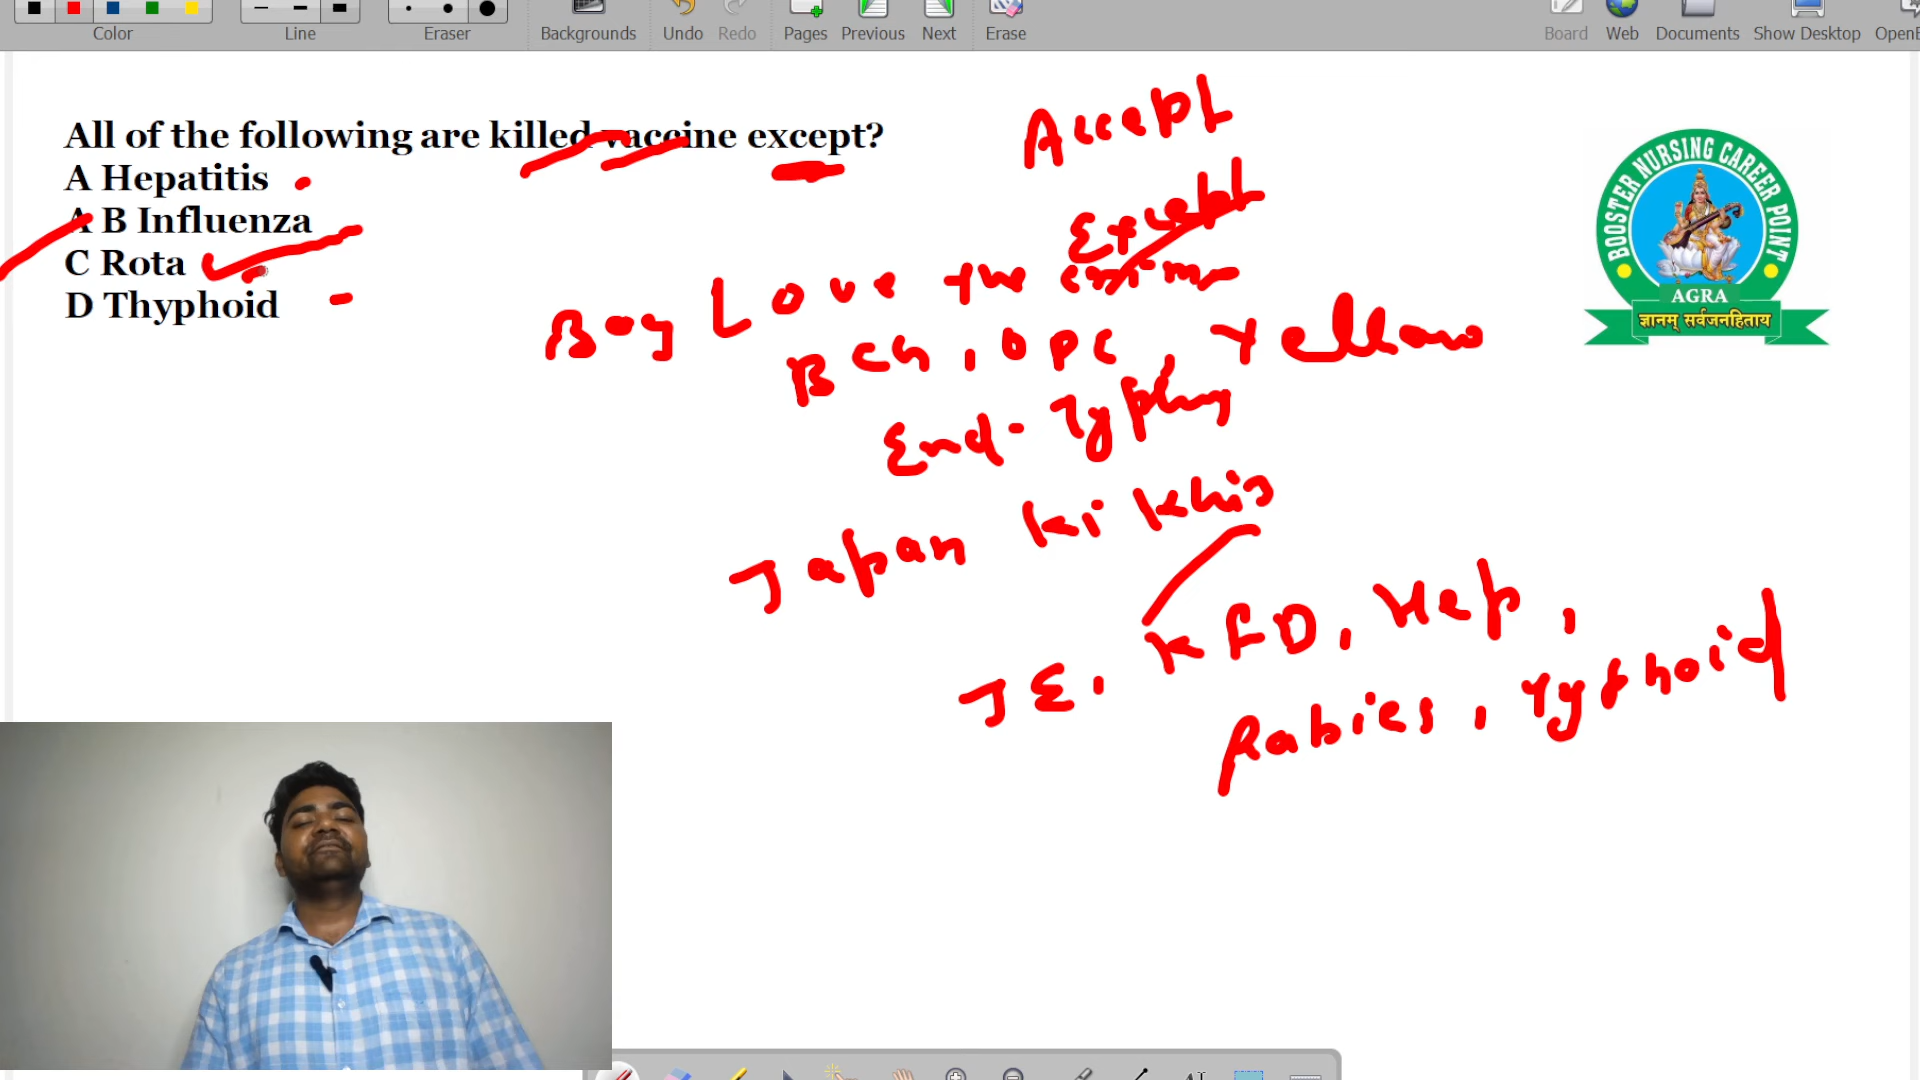 Color
Line
Eraser
Backgrounds
Undo
Redo
Pages
Previous
Next
Erase
Board
Web
Documents
Show Desktop
All of the following are killed vaccine except?
A Hepatitis
A B Influenza
C Rota
D Thyphoid
Accept
Except
Boy Love the
BCG, OPC, Yellow
End- Typhy
Japan ki khis
JE, KFD, Hep,
Rabies, Typhoid
BOOSTER NURSING CAREER POINT
AGRA
ज्ञानम् सर्वजनहिताय